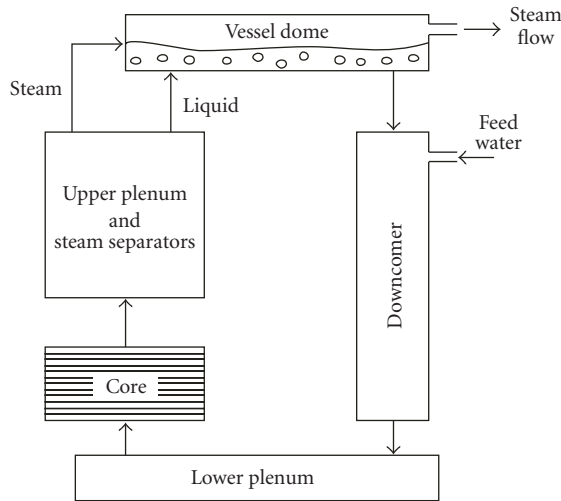 Vessel dome
Steam
flow
Steam
Liquid
Feed
water
Upper plenum
and
steam separators
Downcomer
Core
Lower plenum